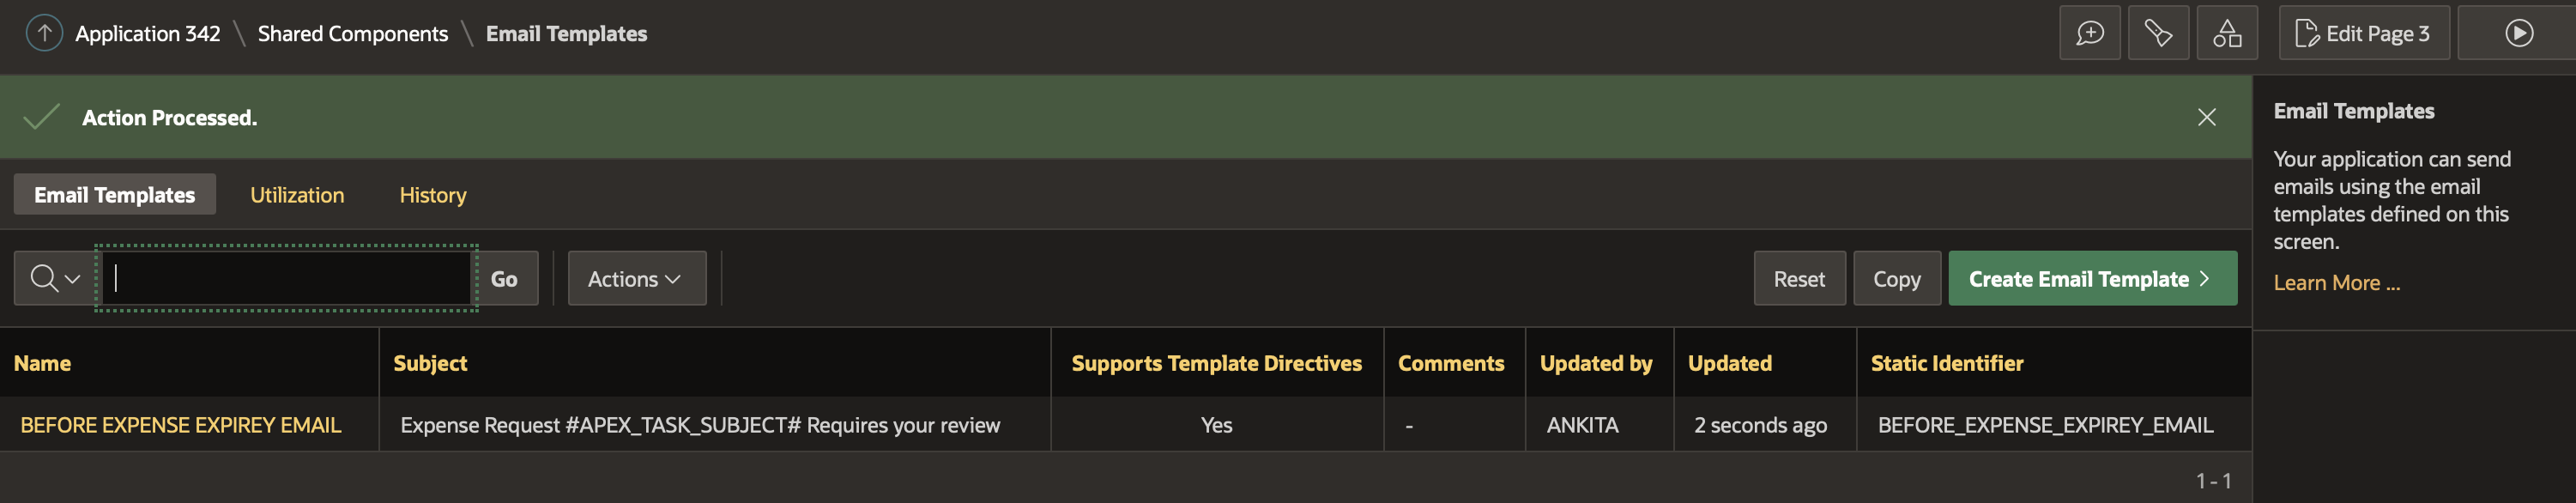 Application 342 \ Shared Components \ Email Templates
Edit Page 3
Action Processed.
Email Templates Utilization History
Go Actions Reset Copy Create Email Template
Name Subject Supports Template Directives Comments Updated by Updated Static Identifier
BEFORE EXPENSE EXPIREY EMAIL Expense Request #APEX_TASK_SUBJECT# Requires your review Yes - ANKITA 2 seconds ago BEFORE_EXPENSE_EXPIREY_EMAIL
1 - 1
Email Templates
Your application can send
emails using the email
templates defined on this
screen.
Learn More ...